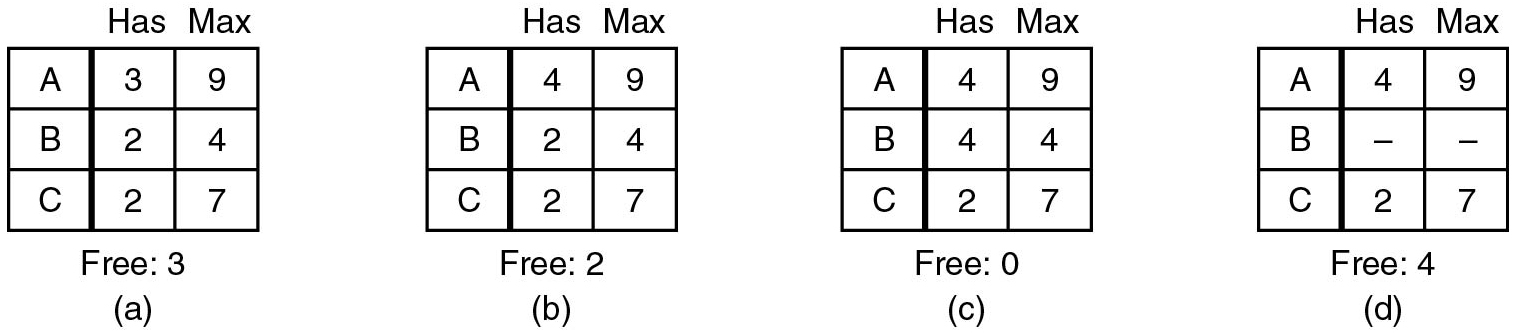 Has Max Has Max Has Max Has Max
A 3 9 A 4 9 A 4 9 A 4 9
B 2 4 B 2 4 B 4 4 B – –
C 2 7 C 2 7 C 2 7 C 2 7
Free: 3 Free: 2 Free: 0 Free: 4
(a) (b) (c) (d)